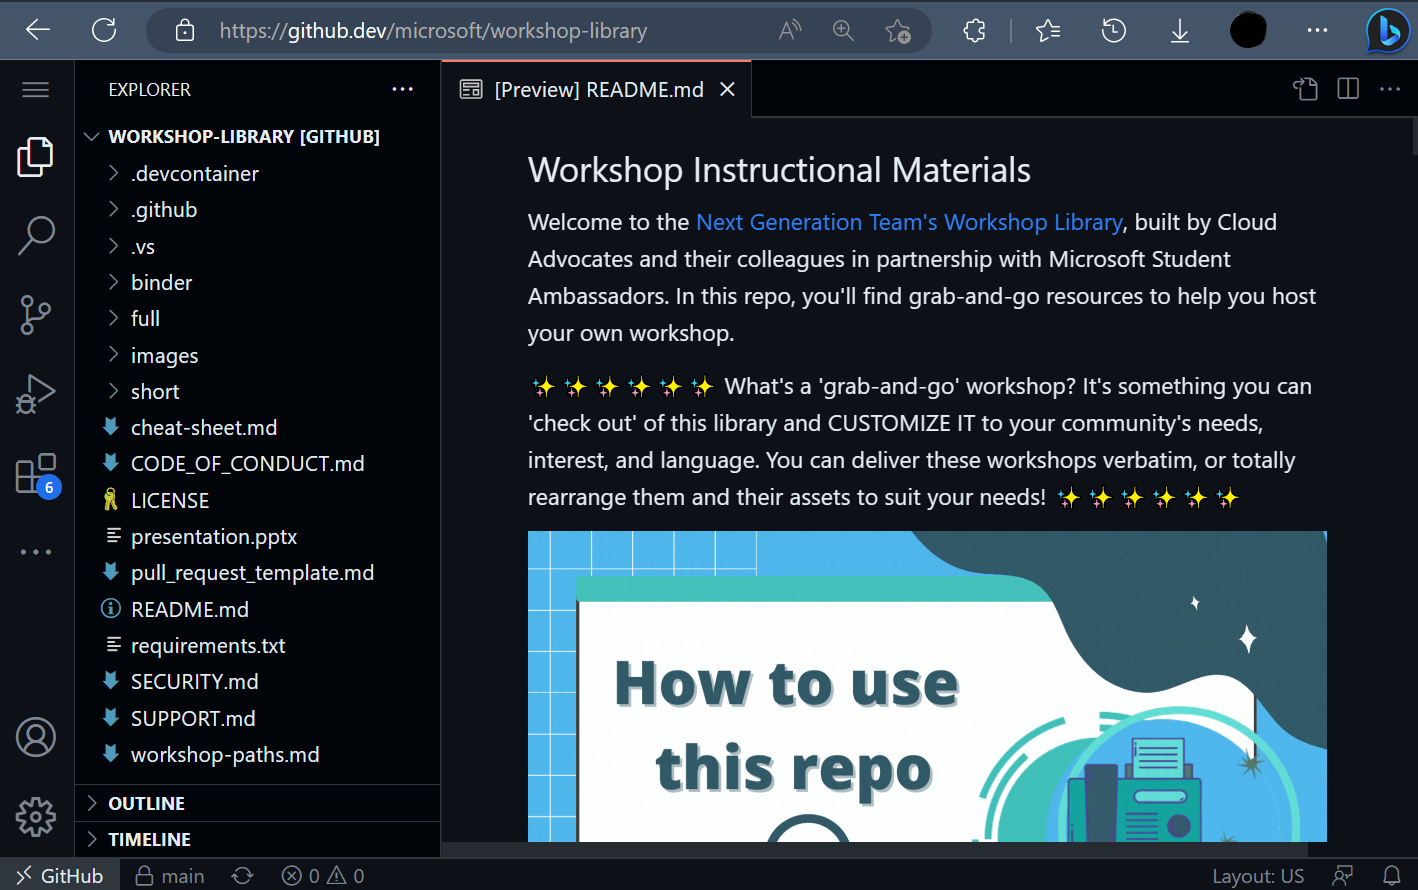 https://github.dev/microsoft/workshop-library
EXPLORER
WORKSHOP-LIBRARY [GITHUB]
.devcontainer
.github
.vs
binder
full
images
short
cheat-sheet.md
CODE_OF_CONDUCT.md
LICENSE
presentation.pptx
pull_request_template.md
README.md
requirements.txt
SECURITY.md
SUPPORT.md
workshop-paths.md
OUTLINE
TIMELINE
6
[Preview] README.md
Workshop Instructional Materials
Welcome to the Next Generation Team's Workshop Library, built by Cloud
Advocates and their colleagues in partnership with Microsoft Student
Ambassadors. In this repo, you'll find grab-and-go resources to help you host
your own workshop.
✨ ✨ ✨ ✨ ✨ ✨ What's a 'grab-and-go' workshop? It's something you can
'check out' of this library and CUSTOMIZE IT to your community's needs,
interest, and language. You can deliver these workshops verbatim, or totally
rearrange them and their assets to suit your needs! ✨ ✨ ✨ ✨ ✨ ✨
How to use
this repo
GitHub main 0 0 Layout: US